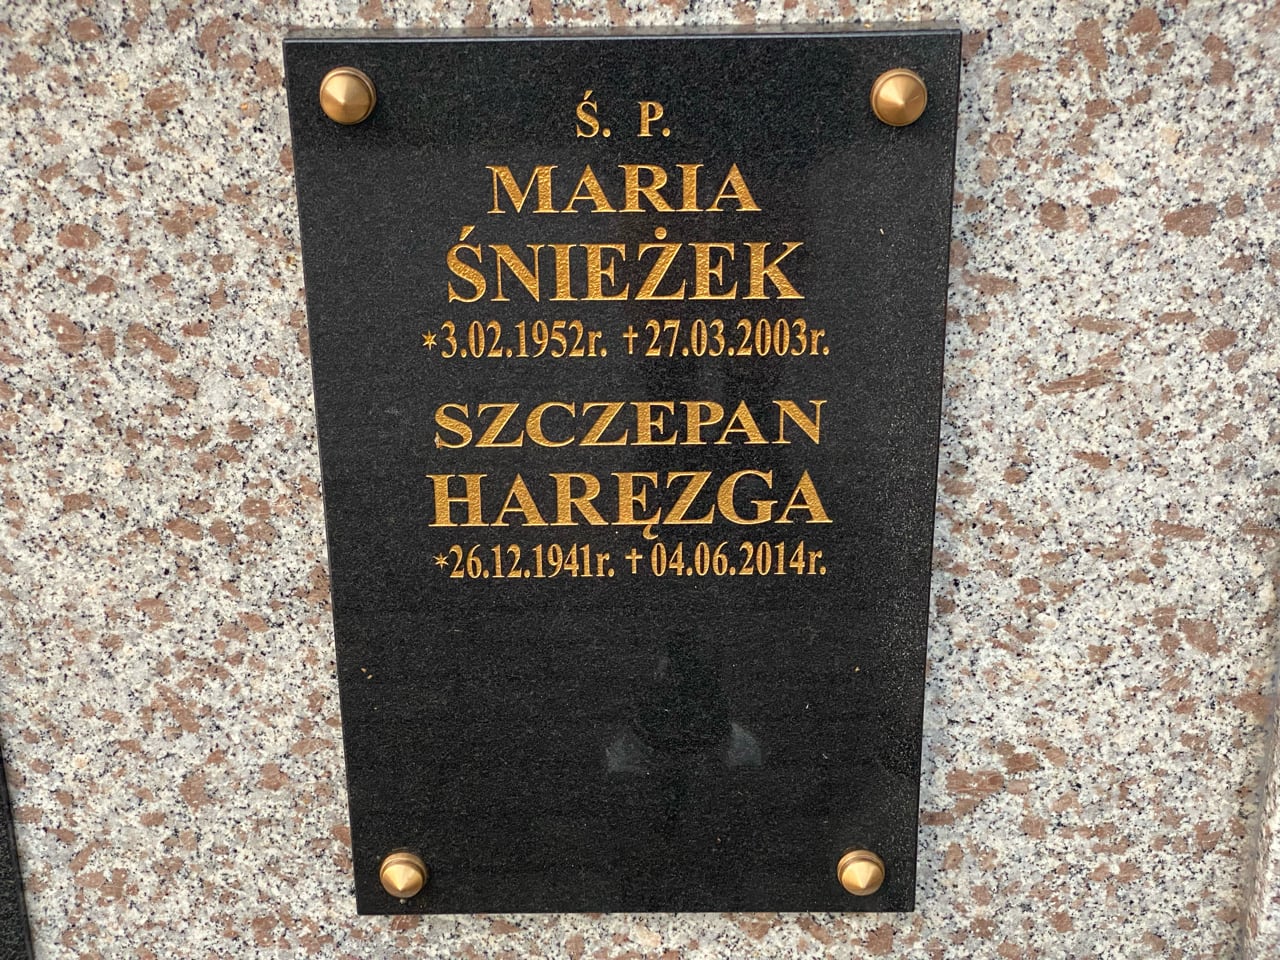 Ś. P.
MARIA
ŚNIEŻEK
*3.02.1952r. †27.03.2003r.
SZCZEPAN
HARĘZGA
*26.12.1941r. †04.06.2014r.